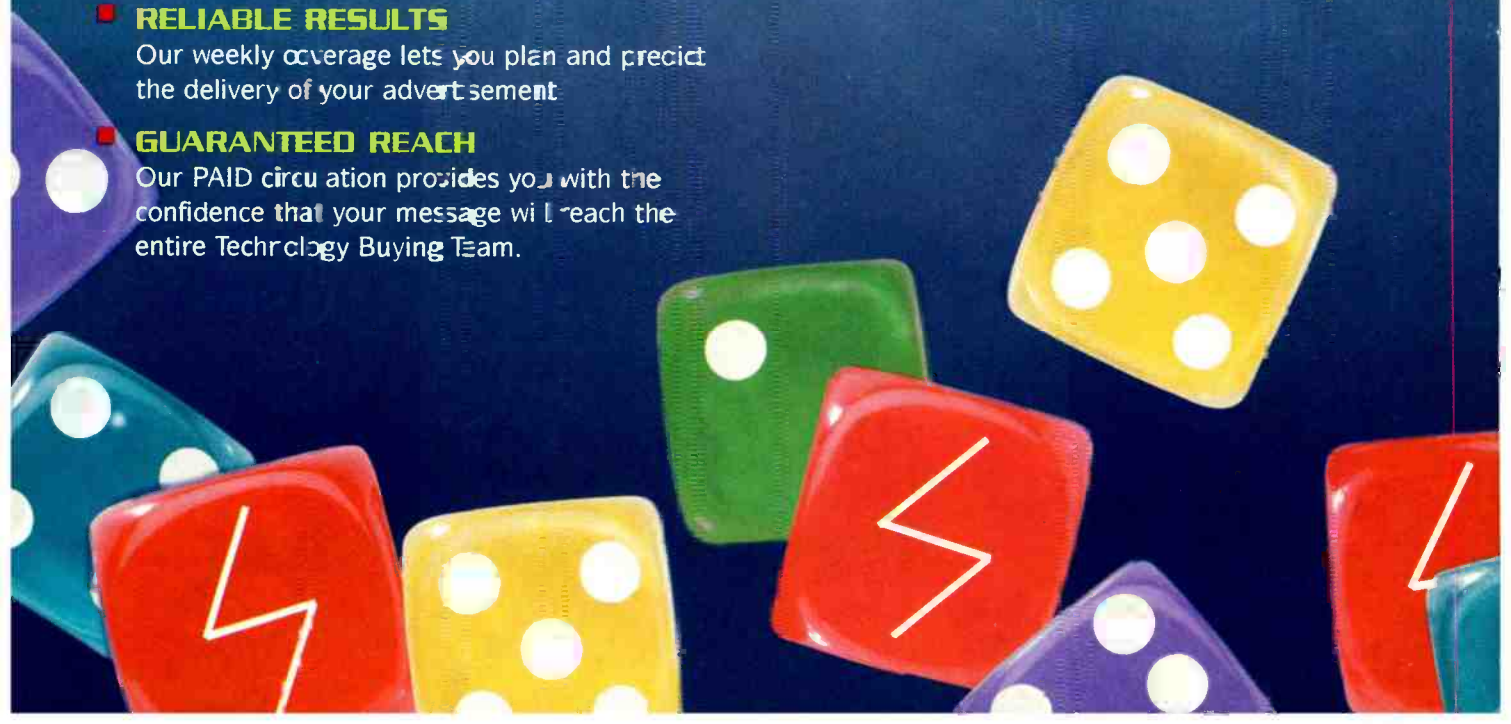 RELIABLE RESULTS
Our weekly coverage lets you plan and predict
the delivery of your advertisement
GUARANTEED REACH
Our PAID circulation provides you with the
confidence that your message will reach the
entire Technology Buying Team.